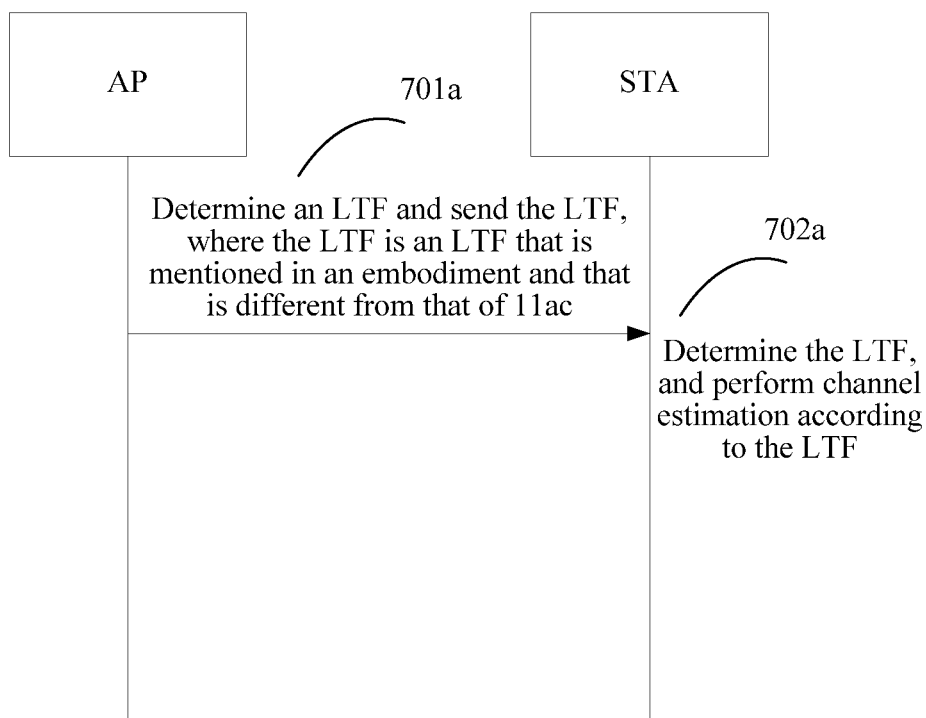 AP
STA
701a
Determine an LTF and send the LTF,
where the LTF is an LTF that is
mentioned in an embodiment and that
is different from that of 11ac
702a
Determine the LTF,
and perform channel
estimation according
to the LTF